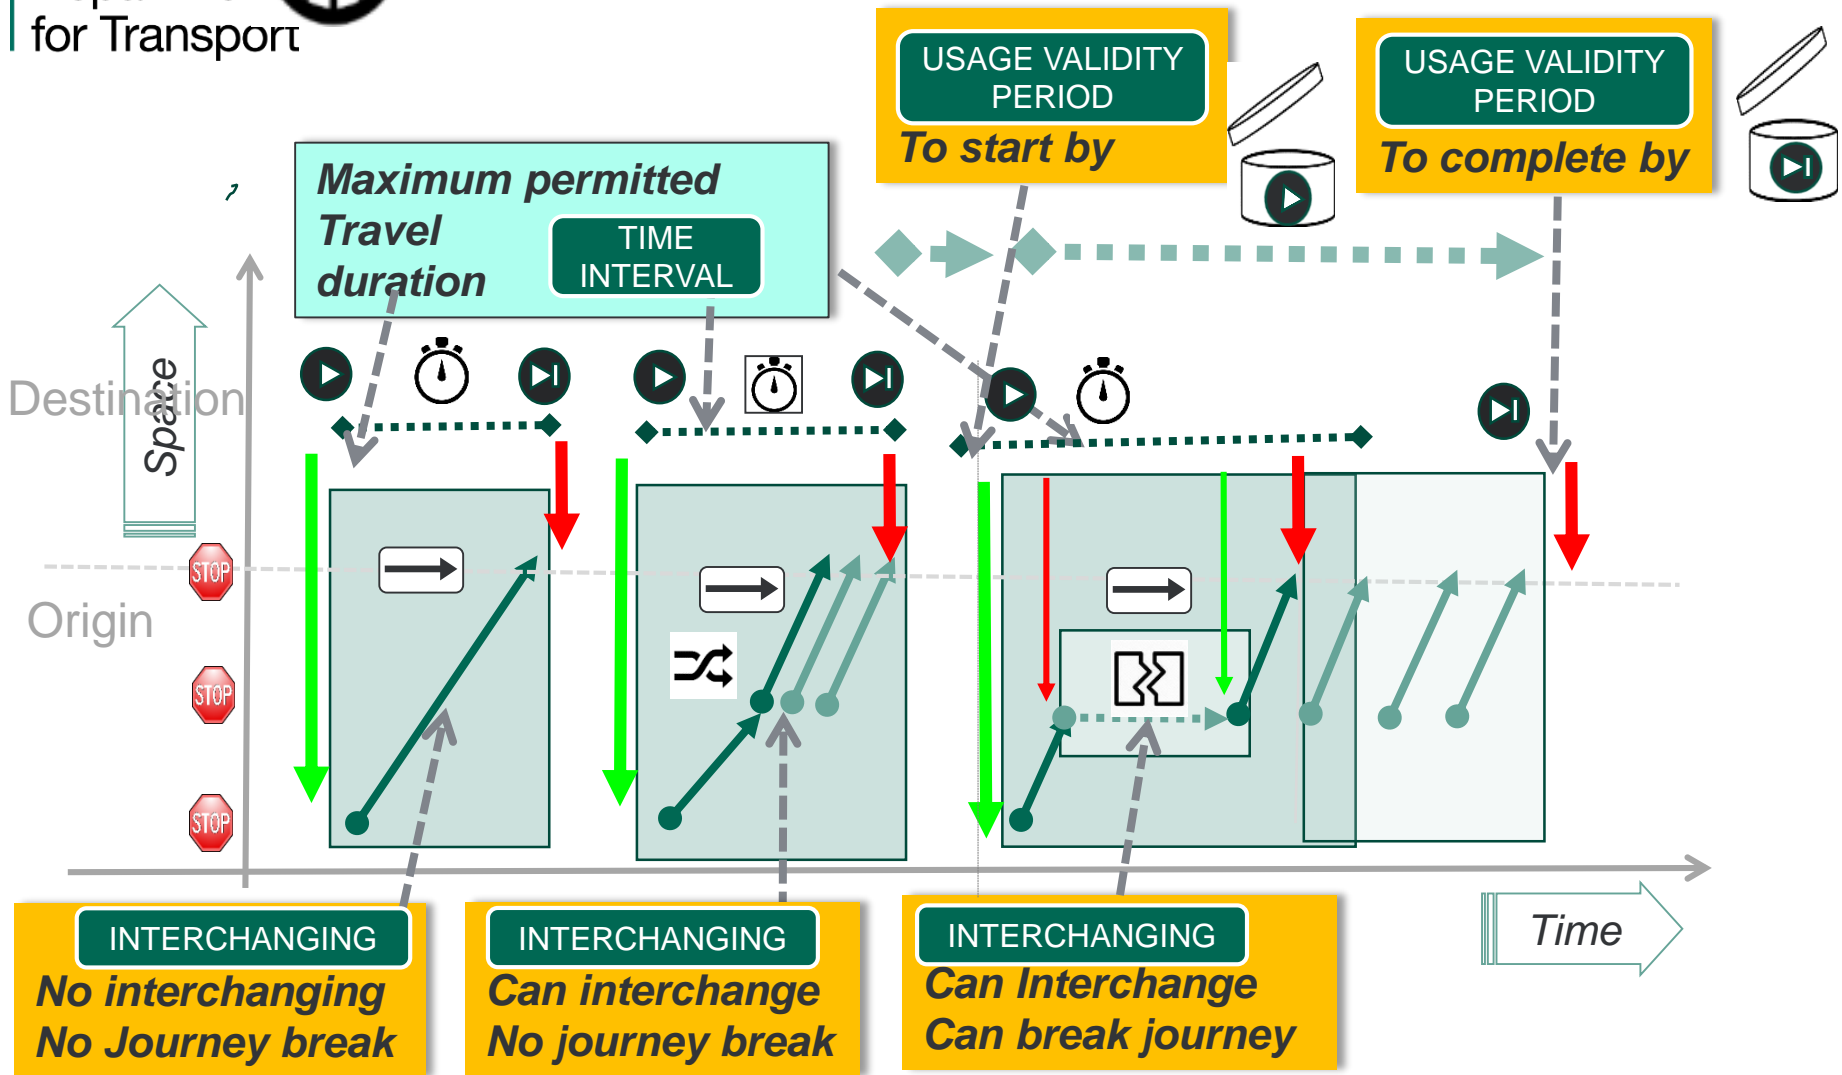 for Transport
USAGE VALIDITY
PERIOD
To start by
USAGE VALIDITY
PERIOD
To complete by
Maximum permitted
Travel
duration
TIME
INTERVAL
Space
Destination
Origin
STOP
STOP
STOP
Time
INTERCHANGING
No interchanging
No Journey break
INTERCHANGING
Can interchange
No journey break
INTERCHANGING
Can Interchange
Can break journey